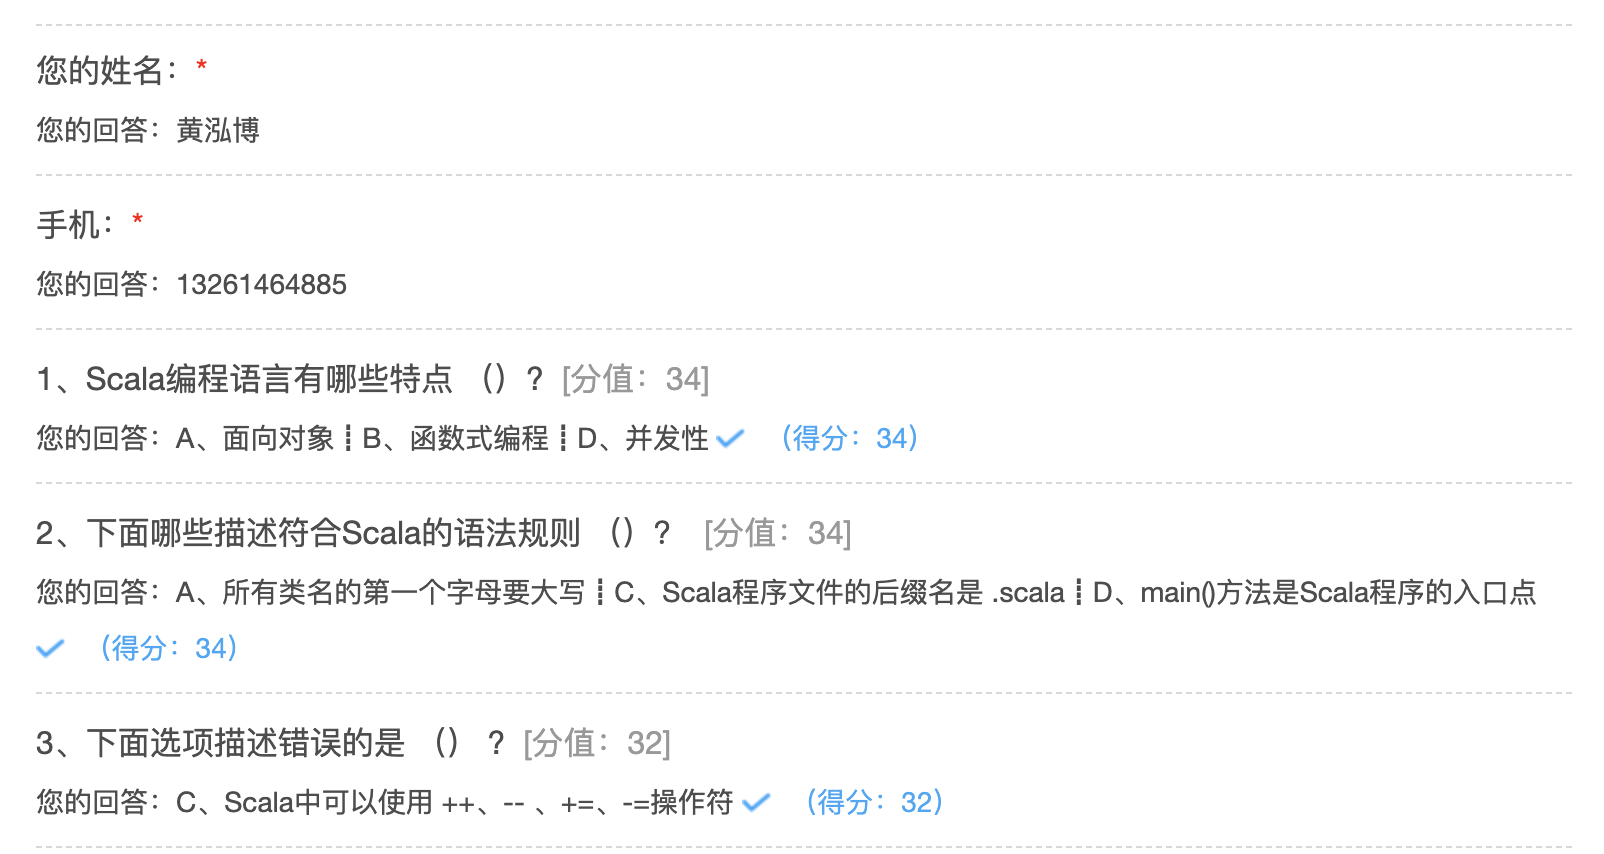 您的姓名：*
您的回答：黄泓博
手机：*
您的回答：13261464885
1、Scala编程语言有哪些特点 （）？[分值：34]
您的回答：A、面向对象┋B、函数式编程┋D、并发性 （得分：34）
2、下面哪些描述符合Scala的语法规则 （）？ [分值：34]
您的回答：A、所有类名的第一个字母要大写┋C、Scala程序文件的后缀名是 .scala┋D、main()方法是Scala程序的入口点
（得分：34）
3、下面选项描述错误的是 （） ？[分值：32]
您的回答：C、Scala中可以使用 ++、-- 、+=、-=操作符 （得分：32）